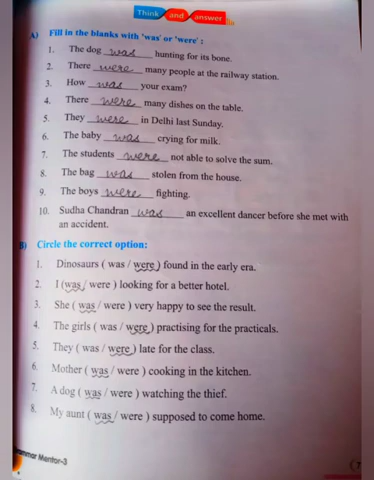 Think and answer
A) Fill in the blanks with 'was' or 'were' :
1. The dog was hunting for its bone.
2. There were many people at the railway station.
3. How was your exam?
4. There were many dishes on the table.
5. They were in Delhi last Sunday.
6. The baby was crying for milk.
7. The students were not able to solve the sum.
8. The bag was stolen from the house.
9. The boys were fighting.
10. Sudha Chandran was an excellent dancer before she met with
an accident.
B) Circle the correct option:
1. Dinosaurs ( was / were ) found in the early era.
2. I ( was / were ) looking for a better hotel.
3. She ( was / were ) very happy to see the result.
4. The girls ( was / were ) practising for the practicals.
5. They ( was / were ) late for the class.
6. Mother ( was / were ) cooking in the kitchen.
7. A dog ( was / were ) watching the thief.
8. My aunt ( was / were ) supposed to come home.
Mentor-3